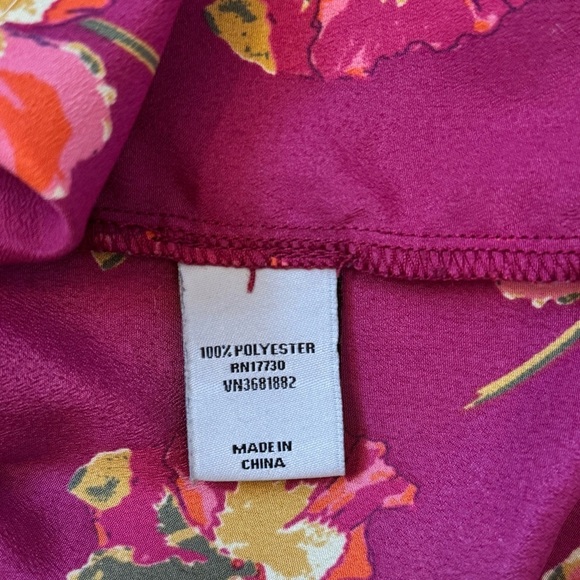 100% POLYESTER
RN17730
VN3681882
MADE IN
CHINA